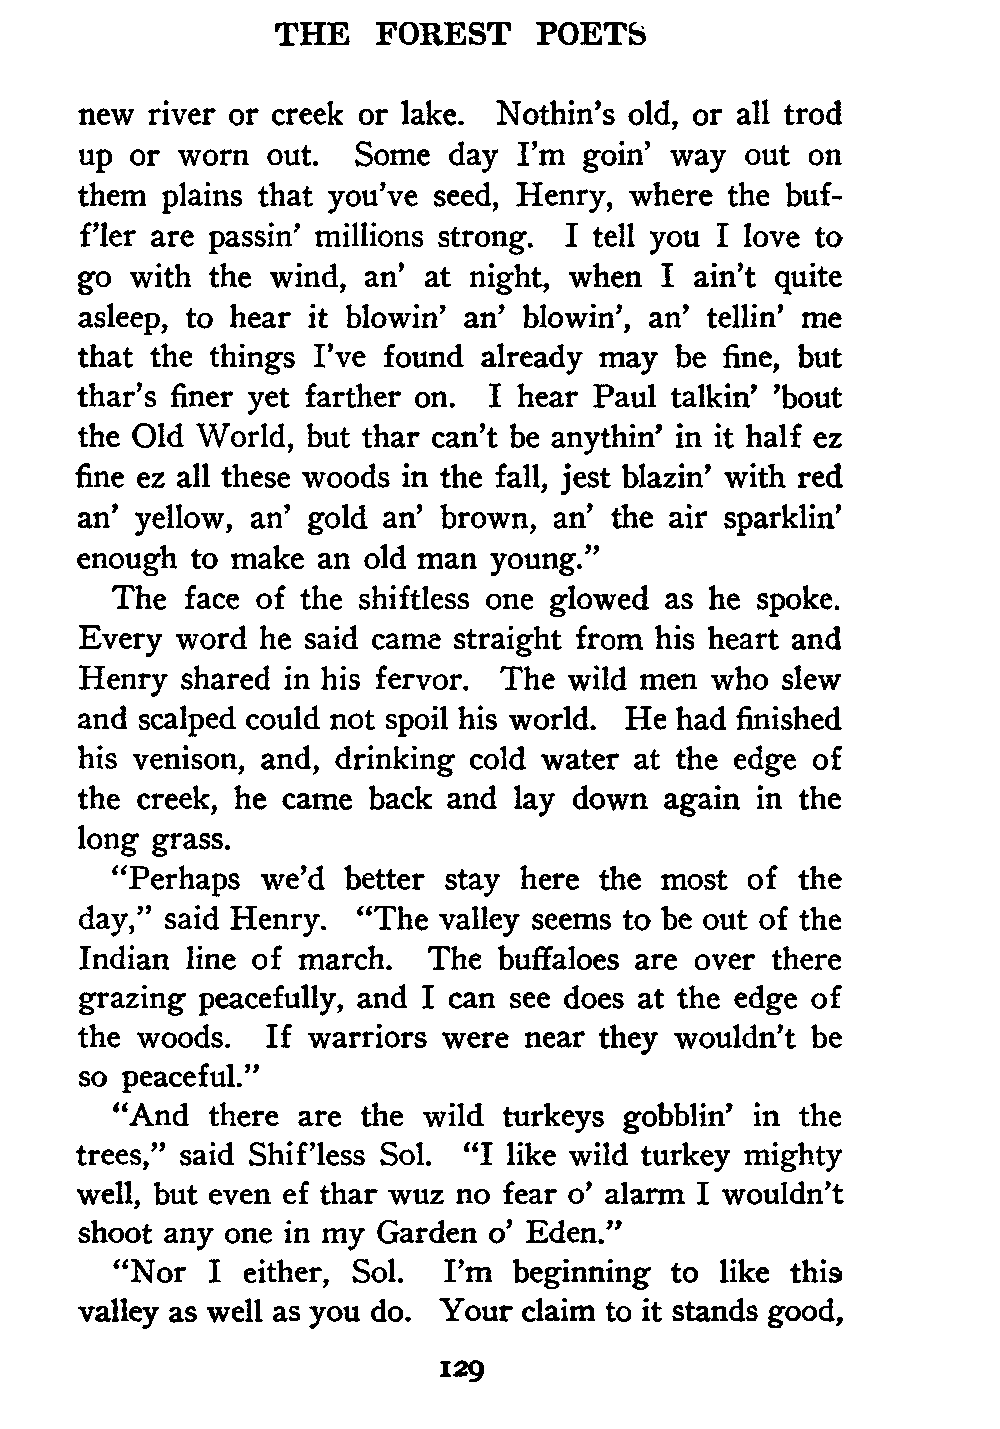 THE FOREST POETS
new river or creek or lake. Nothin's old, or all trod
up or worn out. Some day I'm goin' way out on
them plains that you've seed, Henry, where the buf-
f'ler are passin' millions strong. I tell you I love to
go with the wind, an' at night, when I ain't quite
asleep, to hear it blowin' an' blowin', an' tellin' me
that the things I've found already may be fine, but
thar's finer yet farther on. I hear Paul talkin' 'bout
the Old World, but thar can't be anythin' in it half ez
fine ez all these woods in the fall, jest blazin' with red
an' yellow, an' gold an' brown, an' the air sparklin'
enough to make an old man young."
The face of the shiftless one glowed as he spoke.
Every word he said came straight from his heart and
Henry shared in his fervor. The wild men who slew
and scalped could not spoil his world. He had finished
his venison, and, drinking cold water at the edge of
the creek, he came back and lay down again in the
long grass.
"Perhaps we'd better stay here the most of the
day," said Henry. "The valley seems to be out of the
Indian line of march. The buffaloes are over there
grazing peacefully, and I can see does at the edge of
the woods. If warriors were near they wouldn't be
so peaceful."
"And there are the wild turkeys gobblin' in the
trees," said Shif'less Sol. "I like wild turkey mighty
well, but even ef thar wuz no fear o' alarm I wouldn't
shoot any one in my Garden o' Eden."
"Nor I either, Sol. I'm beginning to like this
valley as well as you do. Your claim to it stands good,
129